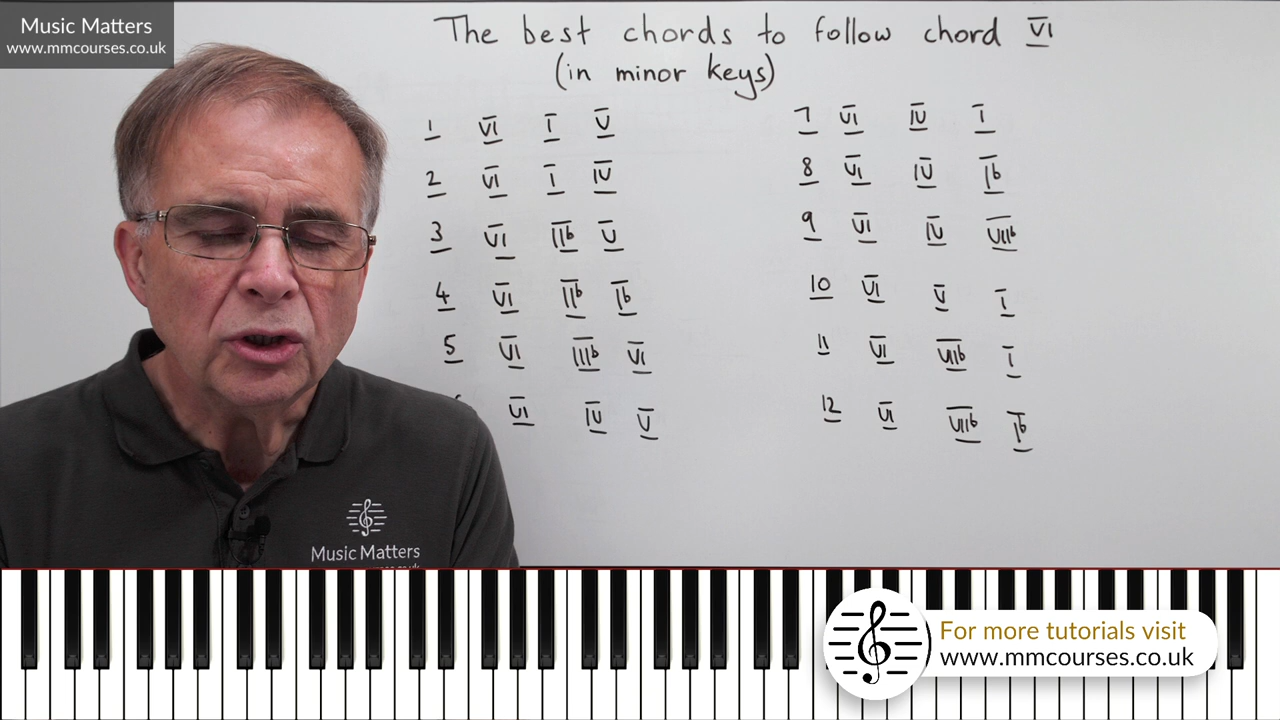 Music Matters
www.mmcourses.co.uk
The best chords to follow chord VI
(in minor keys)
1 VI I V
2 VI I IV
3 VI IIb V
4 VI IIb Ib
5 VI IIIb VI
VI IV V
7 VI IV I
8 VI IV Ib
9 VI IV VIIb
10 VI V I
11 VI VIIb I
12 VI VIIb Ib
Music Matters
For more tutorials visit
www.mmcourses.co.uk